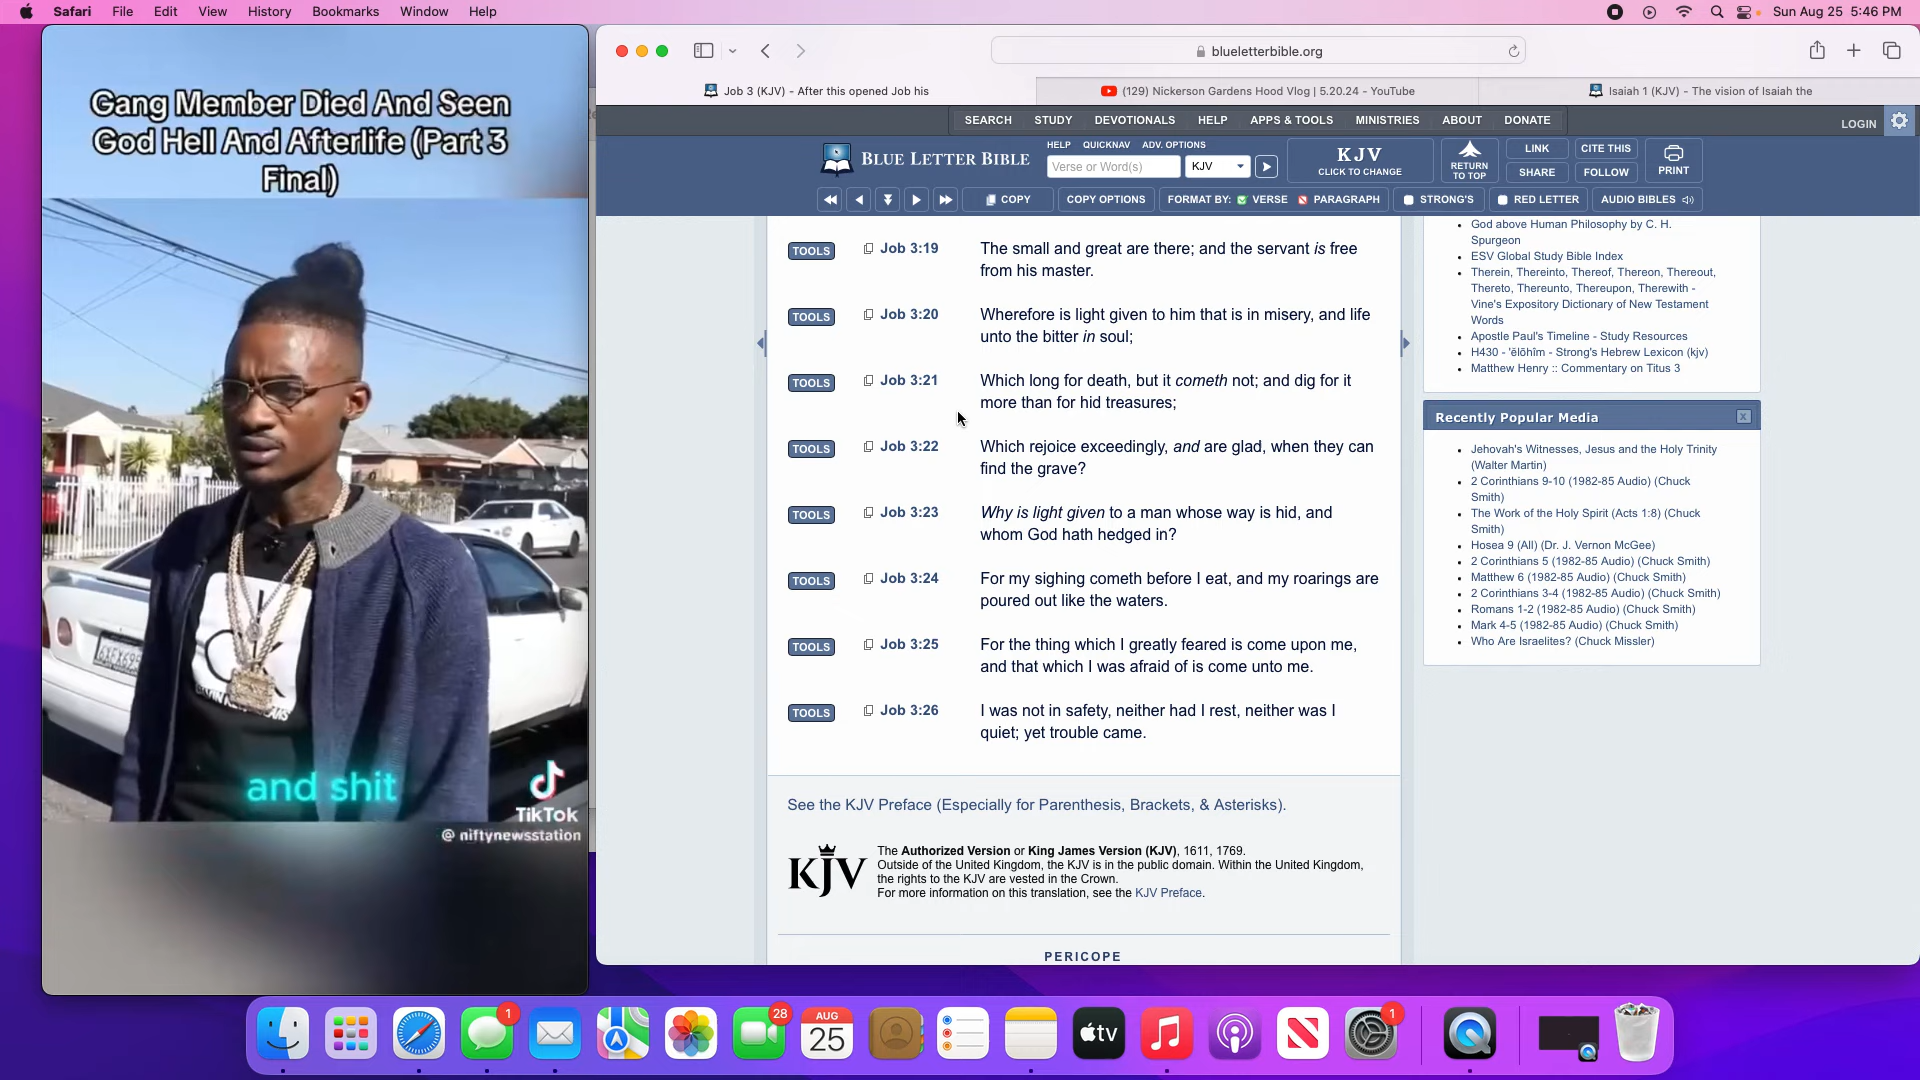 Safari File Edit View History Bookmarks Window Help
Sun Aug 25 5:46 PM
Gang Member Died And Seen
God Hell And Afterlife (Part 3
Final)
and shit
TikTok
@ niftynewsstation
blueletterbible.org
Job 3 (KJV) - After this opened Job his
(129) Nickerson Gardens Hood Vlog | 5.20.24 - YouTube
Isaiah 1 (KJV) - The vision of Isaiah the
SEARCH STUDY DEVOTIONALS HELP APPS & TOOLS MINISTRIES ABOUT DONATE
LOGIN
BLUE LETTER BIBLE
HELP QUICKNAV ADV. OPTIONS
Verse or Word(s)
KJV
KJV
CLICK TO CHANGE
RETURN
TO TOP
LINK
CITE THIS
SHARE
FOLLOW
PRINT
COPY
COPY OPTIONS
FORMAT BY: VERSE PARAGRAPH
STRONG'S
RED LETTER
AUDIO BIBLES
TOOLS Job 3:19 The small and great are there; and the servant is free
from his master.
TOOLS Job 3:20 Wherefore is light given to him that is in misery, and life
unto the bitter in soul;
TOOLS Job 3:21 Which long for death, but it cometh not; and dig for it
more than for hid treasures;
TOOLS Job 3:22 Which rejoice exceedingly, and are glad, when they can
find the grave?
TOOLS Job 3:23 Why is light given to a man whose way is hid, and
whom God hath hedged in?
TOOLS Job 3:24 For my sighing cometh before I eat, and my roarings are
poured out like the waters.
TOOLS Job 3:25 For the thing which I greatly feared is come upon me,
and that which I was afraid of is come unto me.
TOOLS Job 3:26 I was not in safety, neither had I rest, neither was I
quiet; yet trouble came.
See the KJV Preface (Especially for Parenthesis, Brackets, & Asterisks).
KJV
The Authorized Version or King James Version (KJV), 1611, 1769.
Outside of the United Kingdom, the KJV is in the public domain. Within the United Kingdom,
the rights to the KJV are vested in the Crown.
For more information on this translation, see the KJV Preface.
PERICOPE
God above Human Philosophy by C. H.
Spurgeon
ESV Global Study Bible Index
Therein, Thereinto, Thereof, Thereon, Thereout,
Thereto, Thereunto, Thereupon, Therewith -
Vine's Expository Dictionary of New Testament
Words
Apostle Paul's Timeline - Study Resources
H430 - 'ĕlōhîm - Strong's Hebrew Lexicon (kjv)
Matthew Henry :: Commentary on Titus 3
Recently Popular Media
x
Jehovah's Witnesses, Jesus and the Holy Trinity
(Walter Martin)
2 Corinthians 9-10 (1982-85 Audio) (Chuck
Smith)
The Work of the Holy Spirit (Acts 1:8) (Chuck
Smith)
Hosea 9 (All) (Dr. J. Vernon McGee)
2 Corinthians 5 (1982-85 Audio) (Chuck Smith)
Matthew 6 (1982-85 Audio) (Chuck Smith)
2 Corinthians 3-4 (1982-85 Audio) (Chuck Smith)
Romans 1-2 (1982-85 Audio) (Chuck Smith)
Mark 4-5 (1982-85 Audio) (Chuck Smith)
Who Are Israelites? (Chuck Missler)
1
28
AUG
25
tv
1